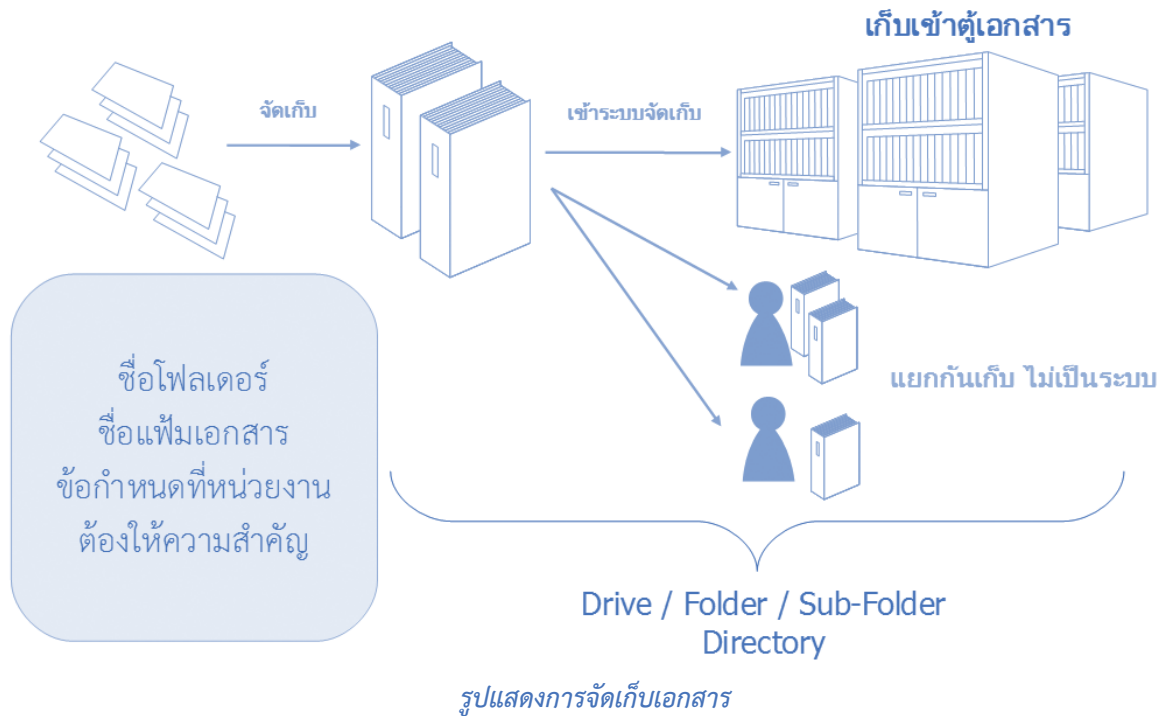 เก็บเข้าตู้เอกสาร
จัดเก็บ
เข้าระบบจัดเก็บ
แยกกันเก็บ ไม่เป็นระบบ
ชื่อโฟลเดอร์
ชื่อแฟ้มเอกสาร
ข้อกำหนดที่หน่วยงาน
ต้องให้ความสำคัญ
Drive / Folder / Sub-Folder
Directory
รูปแสดงการจัดเก็บเอกสาร